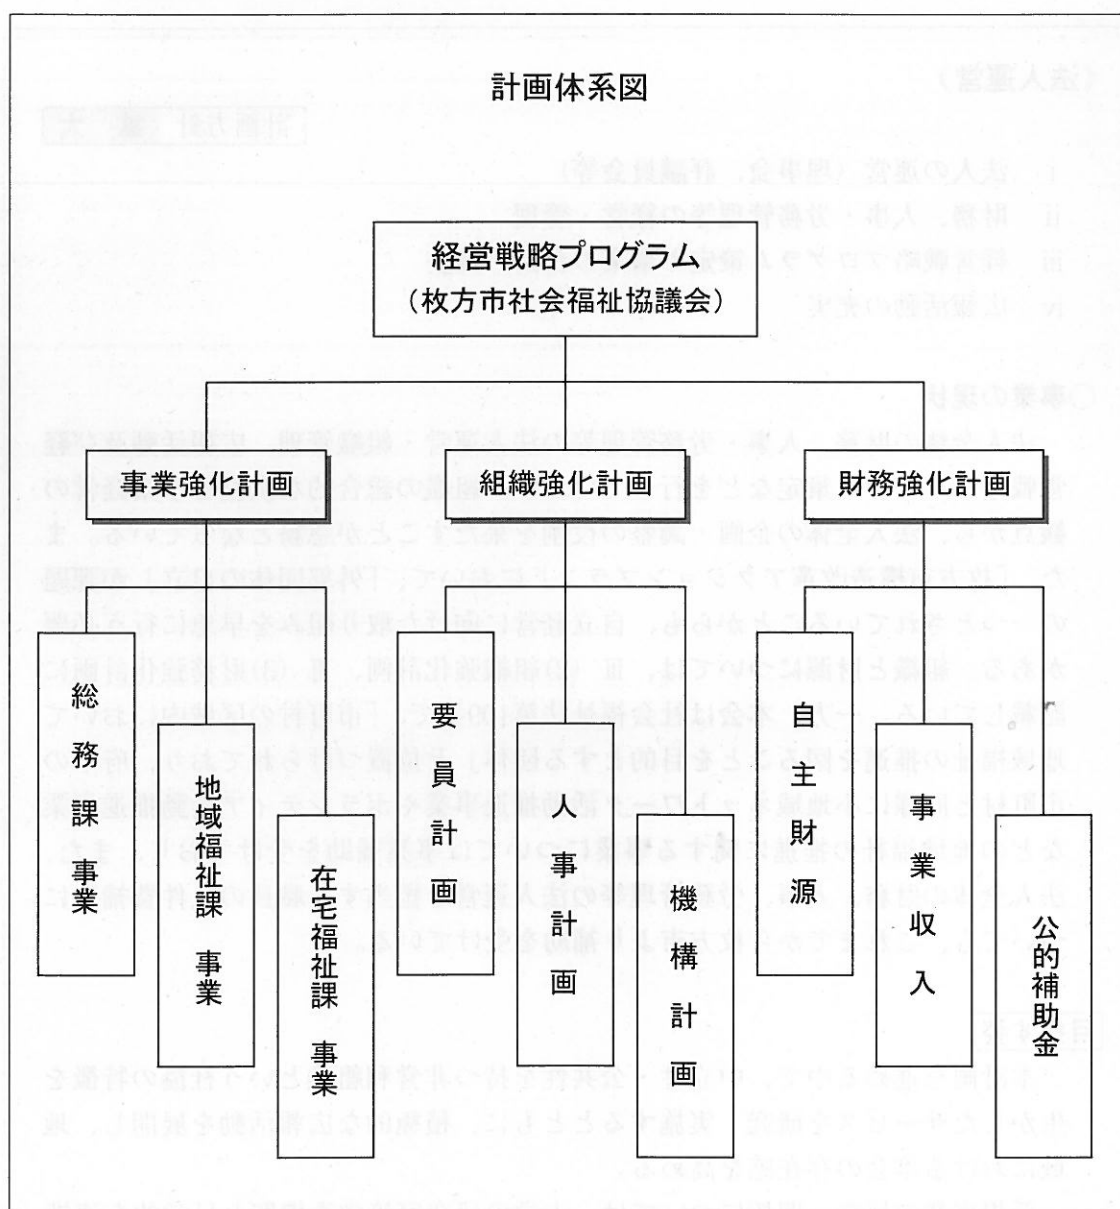 計画体系図
経営戦略プログラム
（枚方市社会福祉協議会）
事業強化計画
組織強化計画
財務強化計画
総務課 事業
地域福祉課 事業
在宅福祉課 事業
要員計画
人事計画
機構計画
自主財源
事業収入
公的補助金